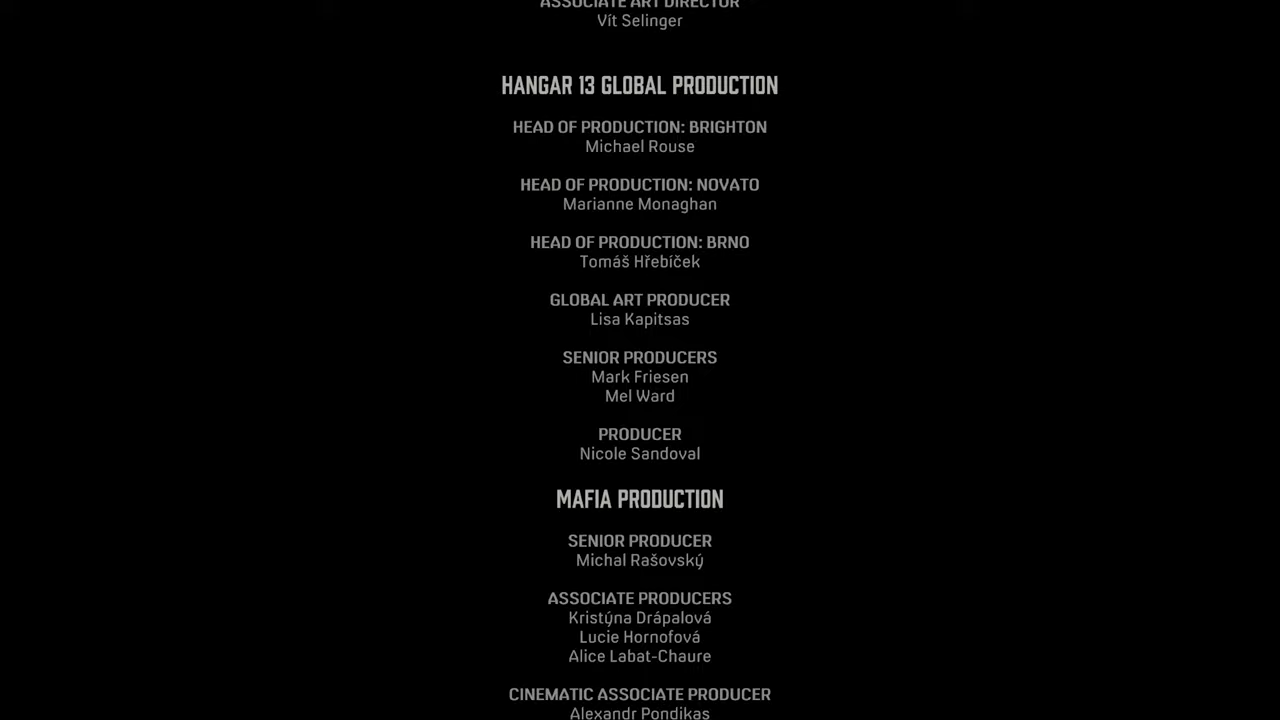 ASSOCIATE ART DIRECTOR
Vít Selinger
HANGAR 13 GLOBAL PRODUCTION
HEAD OF PRODUCTION: BRIGHTON
Michael Rouse
HEAD OF PRODUCTION: NOVATO
Marianne Monaghan
HEAD OF PRODUCTION: BRNO
Tomáš Hřebíček
GLOBAL ART PRODUCER
Lisa Kapitsas
SENIOR PRODUCERS
Mark Friesen
Mel Ward
PRODUCER
Nicole Sandoval
MAFIA PRODUCTION
SENIOR PRODUCER
Michal Rašovský
ASSOCIATE PRODUCERS
Kristýna Drápalová
Lucie Hornofová
Alice Labat-Chaure
CINEMATIC ASSOCIATE PRODUCER
Alexandr Pondikas